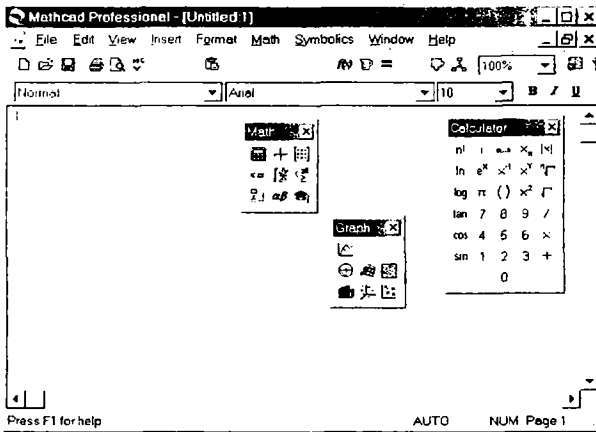 Mathcad Professional - [Untitled:1]
File Edit View Insert Format Math Symbolics Window Help
100%
Normal Arial 10 B I U
Math
Calculator
n! i x
ln e^x x^-1 x^Y
log π ( ) x^2 √
tan 7 8 9 /
cos 4 5 6 ×
sin 1 2 3 +
0
αβ
Graph
Press F1 for help AUTO NUM Page 1